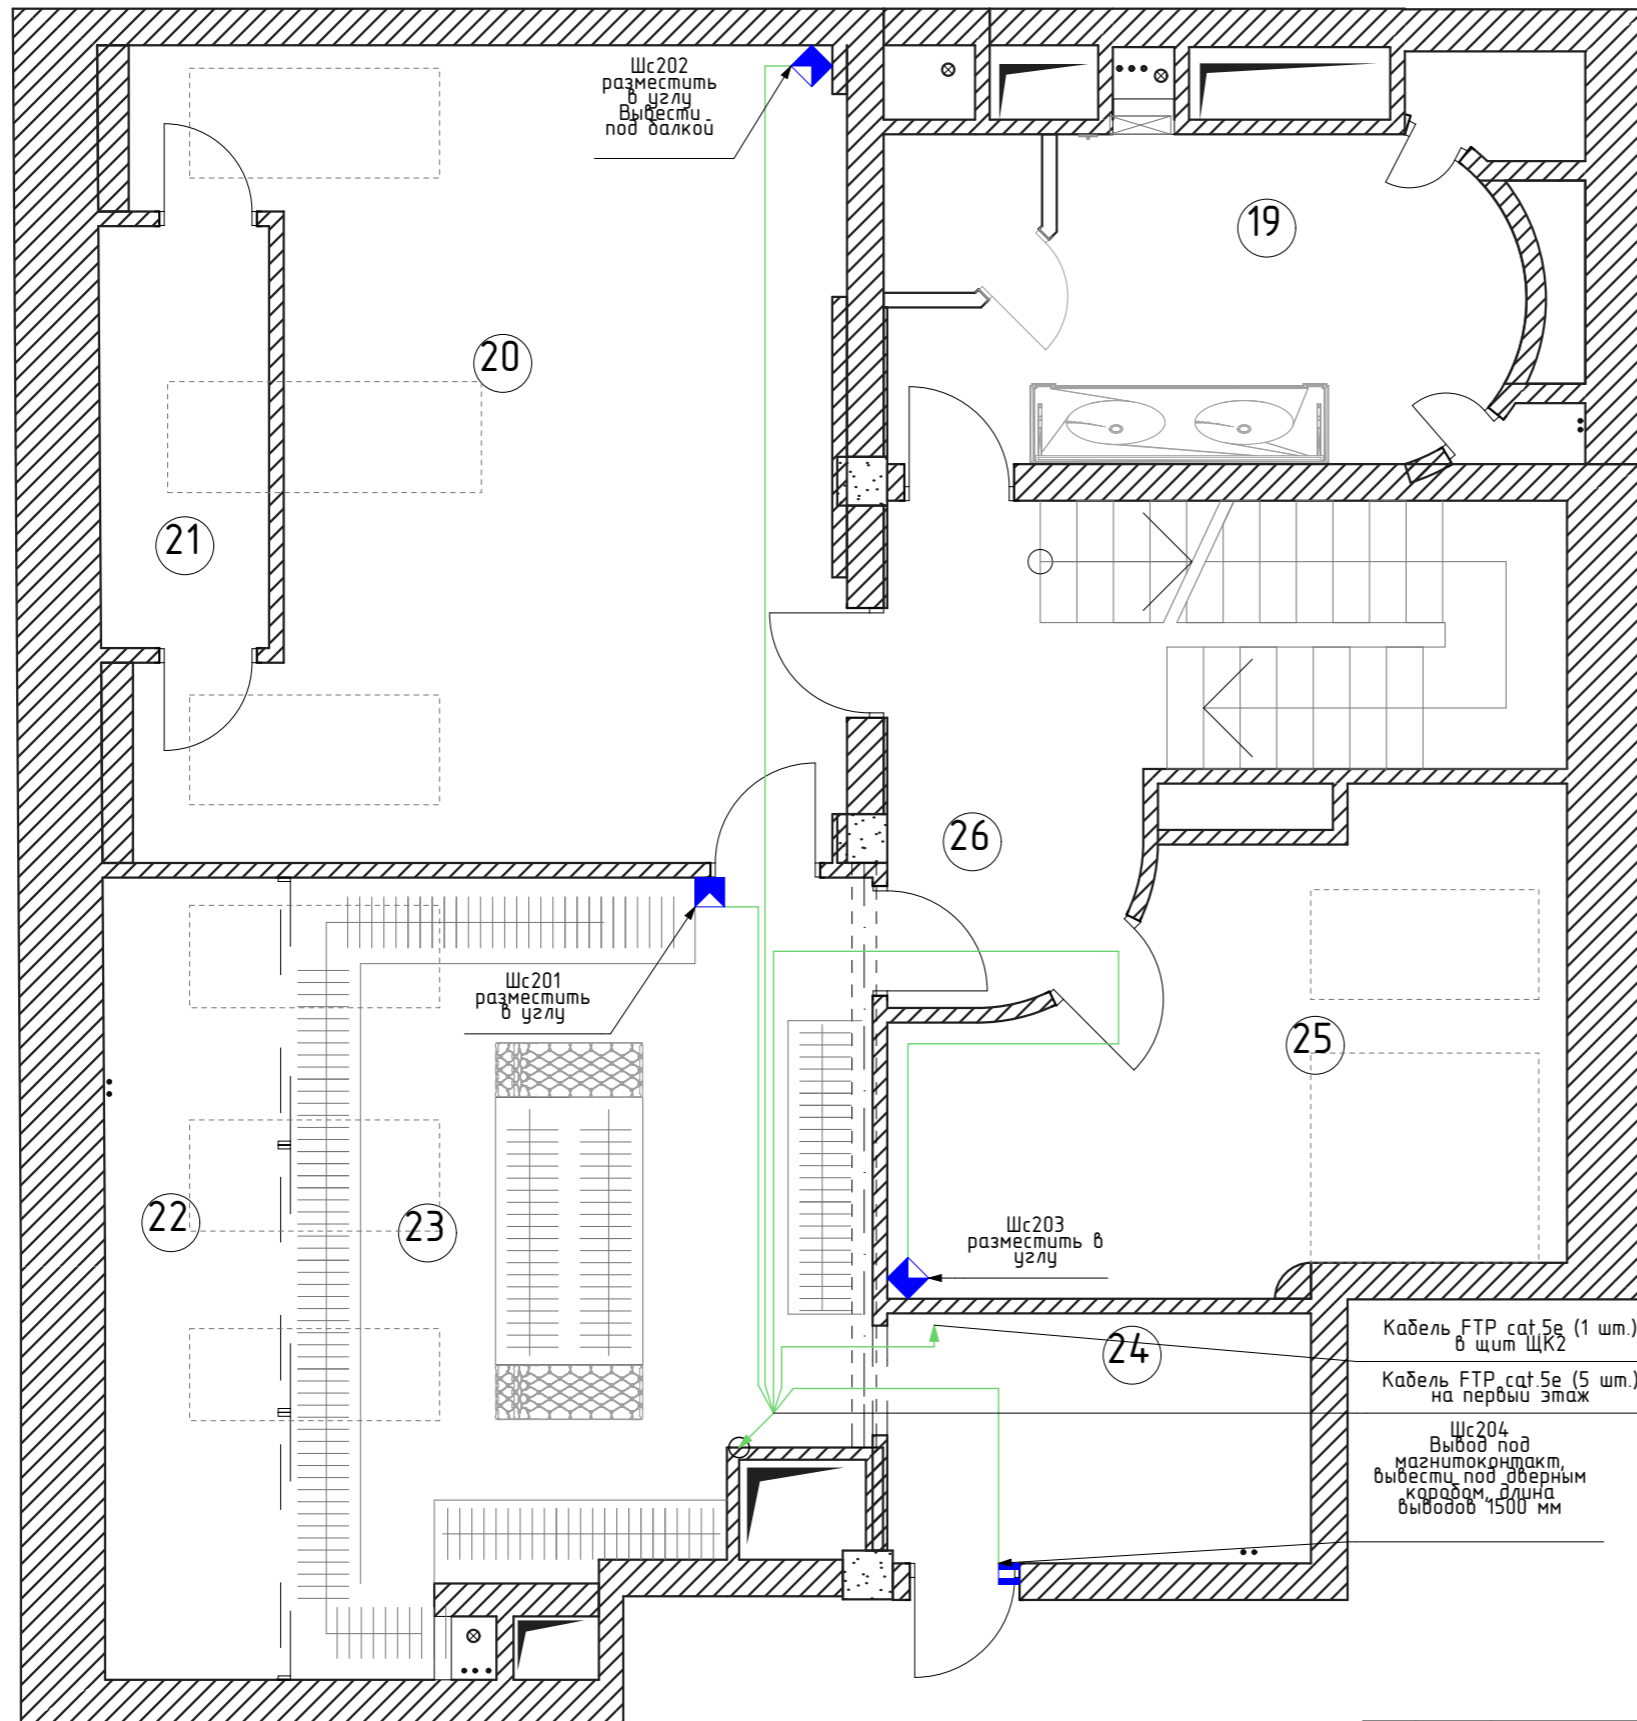 Шс202
разместить
в углу
Вывести
под балкой
19
20
21
26
Шс201
разместить
в углу
25
22
23
Шс203
разместить в
углу
24
Кабель FTP cat.5e (1 шт.)
в щит ЩК2
Кабель FTP cat.5e (5 шт.)
на первый этаж
Шс204
Вывод под
магнитоконтакт,
вывести под дверным
коробом, длина
выводов 1500 мм